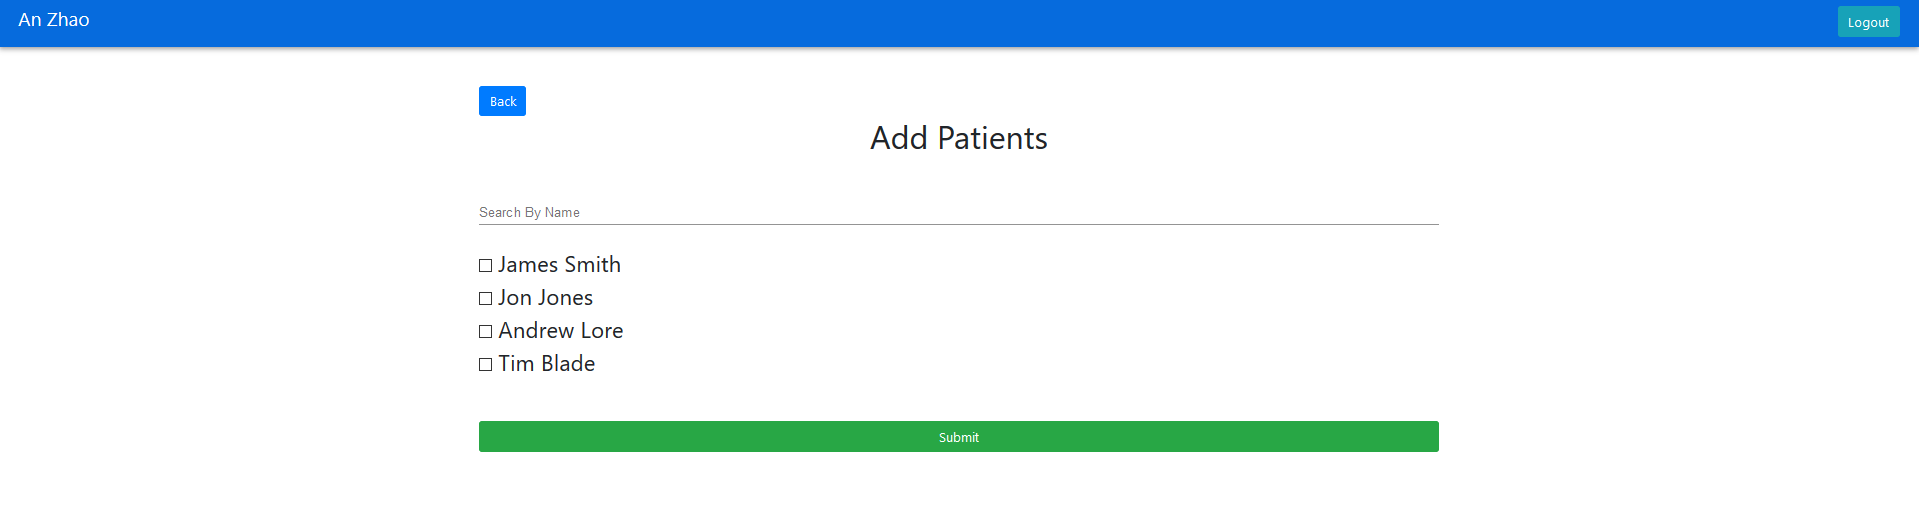 An Zhao
Logout
Back
Add Patients
Search By Name
James Smith
Jon Jones
Andrew Lore
Tim Blade
Submit